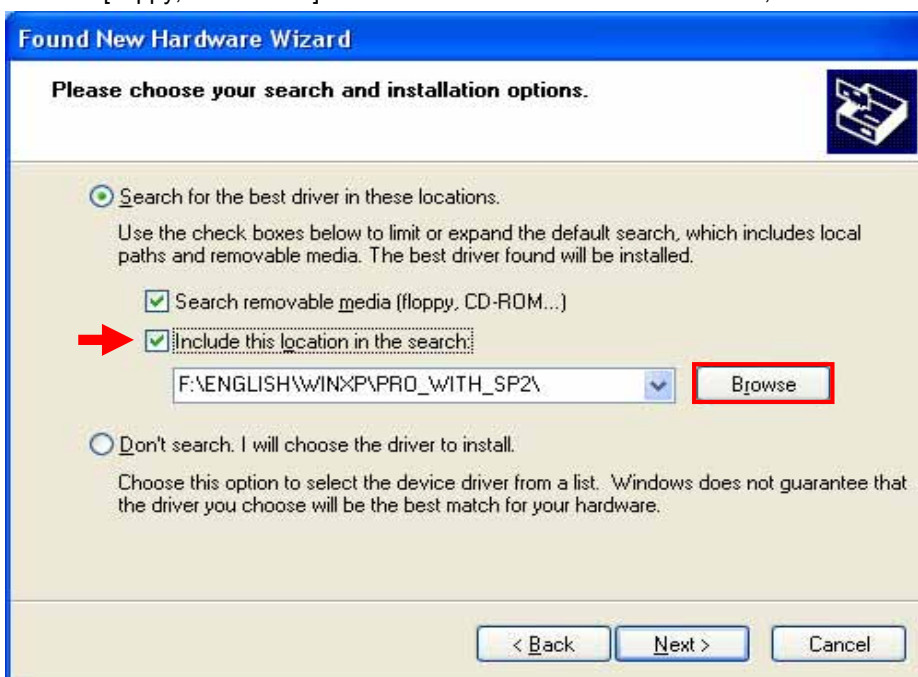 Found New Hardware Wizard
Please choose your search and installation options.
Search for the best driver in these locations.
Use the check boxes below to limit or expand the default search, which includes local
paths and removable media. The best driver found will be installed.
Search removable media (floppy, CD-ROM...)
Include this location in the search:
F:\ENGLISH\WINXP\PRO_WITH_SP2\
Browse
Don't search. I will choose the driver to install.
Choose this option to select the device driver from a list. Windows does not guarantee that
the driver you choose will be the best match for your hardware.
< Back Next > Cancel